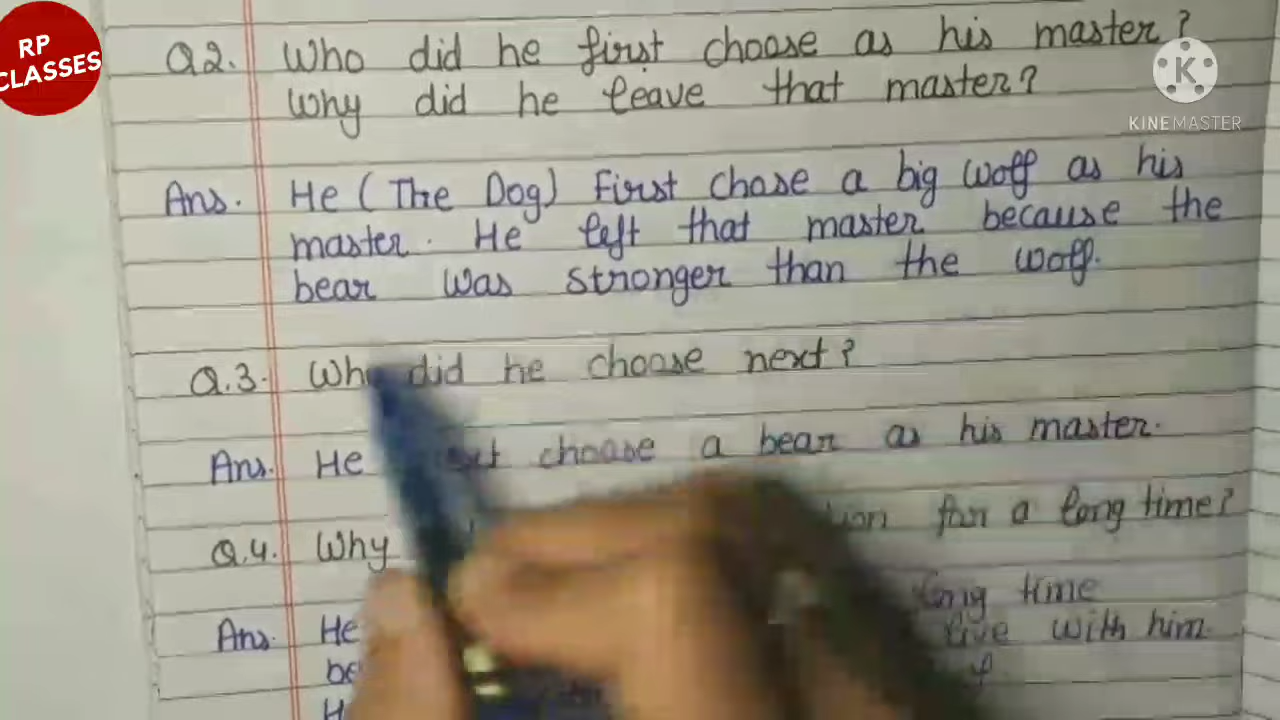 RP
CLASSES
KINEMASTER
Q2. Who did he first choose as his master?
Why did he leave that master?
Ans. He (The Dog) First chose a big wolf as his
master. He left that master because the
bear was stronger than the wolf.
Q.3. Who did he choose next?
Ans. He choose a bear as his master.
Q.4. Why for a long time?
long time
Ans. He live with him.